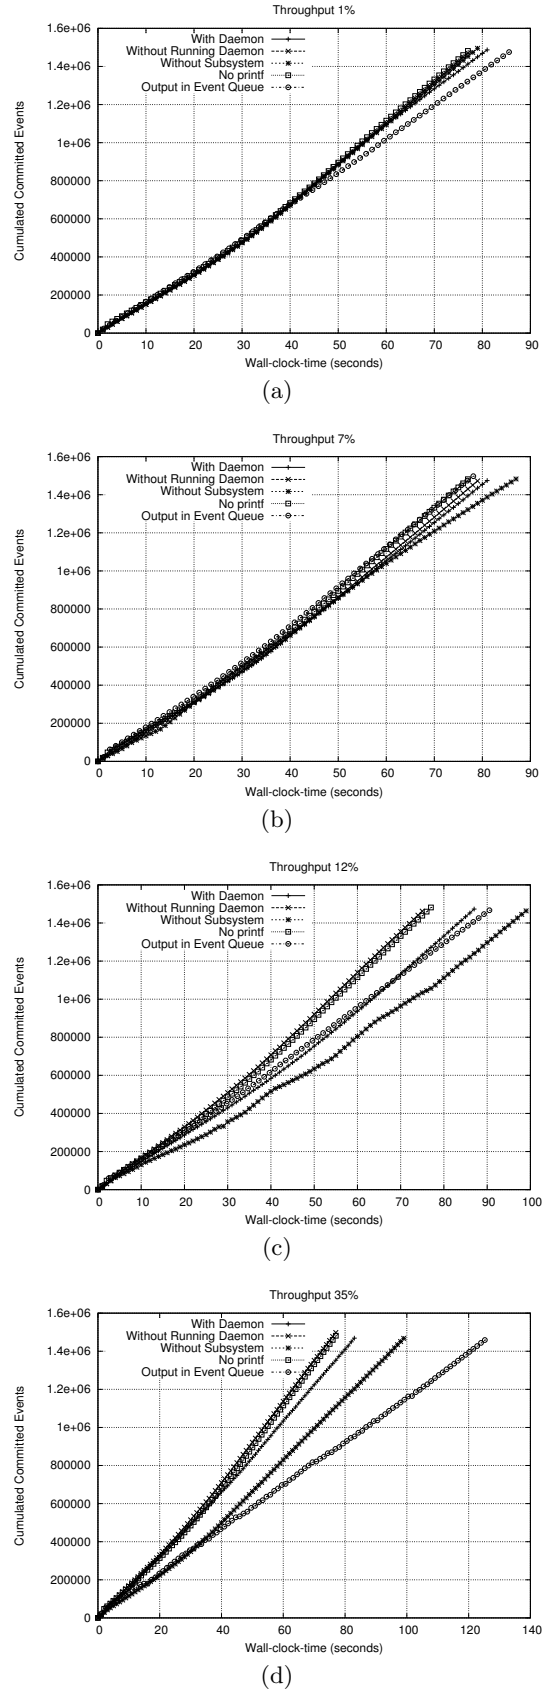 Throughput 1%
1.6e+06
With Daemon
Without Running Daemon
1.4e+06
Without Subsystem
No printf
1.2e+06
Output in Event Queue
1e+06
800000
600000
400000
200000
0
Cumulated Committed Events
0 10 20 30 40 50 60 70 80 90
Wall-clock-time (seconds)
(a)
Throughput 7%
1.6e+06
With Daemon
Without Running Daemon
1.4e+06
Without Subsystem
No printf
1.2e+06
Output in Event Queue
1e+06
800000
600000
400000
200000
0
Cumulated Committed Events
0 10 20 30 40 50 60 70 80 90
Wall-clock-time (seconds)
(b)
Throughput 12%
1.6e+06
With Daemon
Without Running Daemon
1.4e+06
Without Subsystem
No printf
1.2e+06
Output in Event Queue
1e+06
800000
600000
400000
200000
0
Cumulated Committed Events
0 10 20 30 40 50 60 70 80 90 100
Wall-clock-time (seconds)
(c)
Throughput 35%
1.6e+06
With Daemon
Without Running Daemon
1.4e+06
Without Subsystem
No printf
1.2e+06
Output in Event Queue
1e+06
800000
600000
400000
200000
0
Cumulated Committed Events
0 20 40 60 80 100 120 140
Wall-clock-time (seconds)
(d)